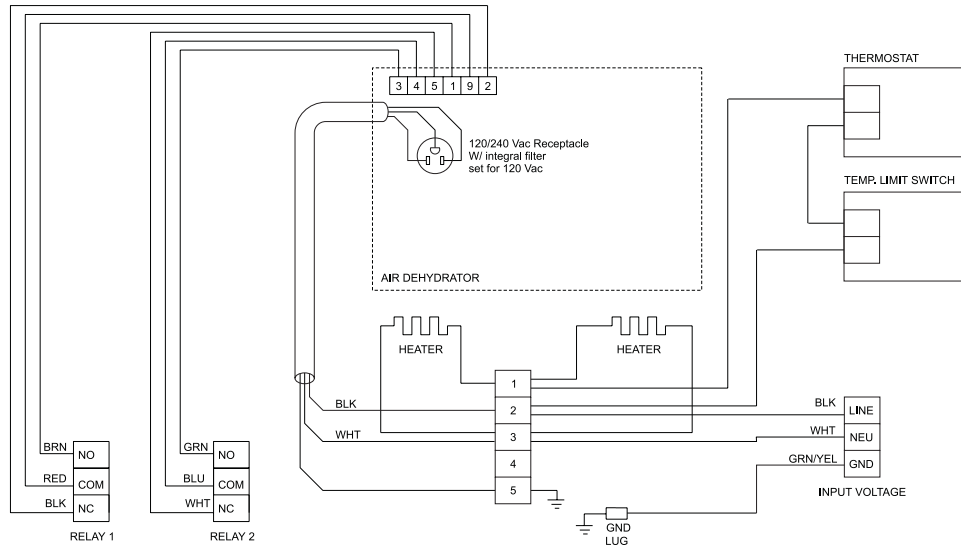 THERMOSTAT
3 4 5 1 9 2
120/240 Vac Receptacle
W/ integral filter
set for 120 Vac
TEMP. LIMIT SWITCH
AIR DEHYDRATOR
HEATER
HEATER
1
2
3
4
5
BLK
WHT
BLK
LINE
WHT
NEU
GRN/YEL
GND
INPUT VOLTAGE
BRN
NO
RED
COM
BLK
NC
RELAY 1
GRN
NO
BLU
COM
WHT
NC
RELAY 2
GND
LUG